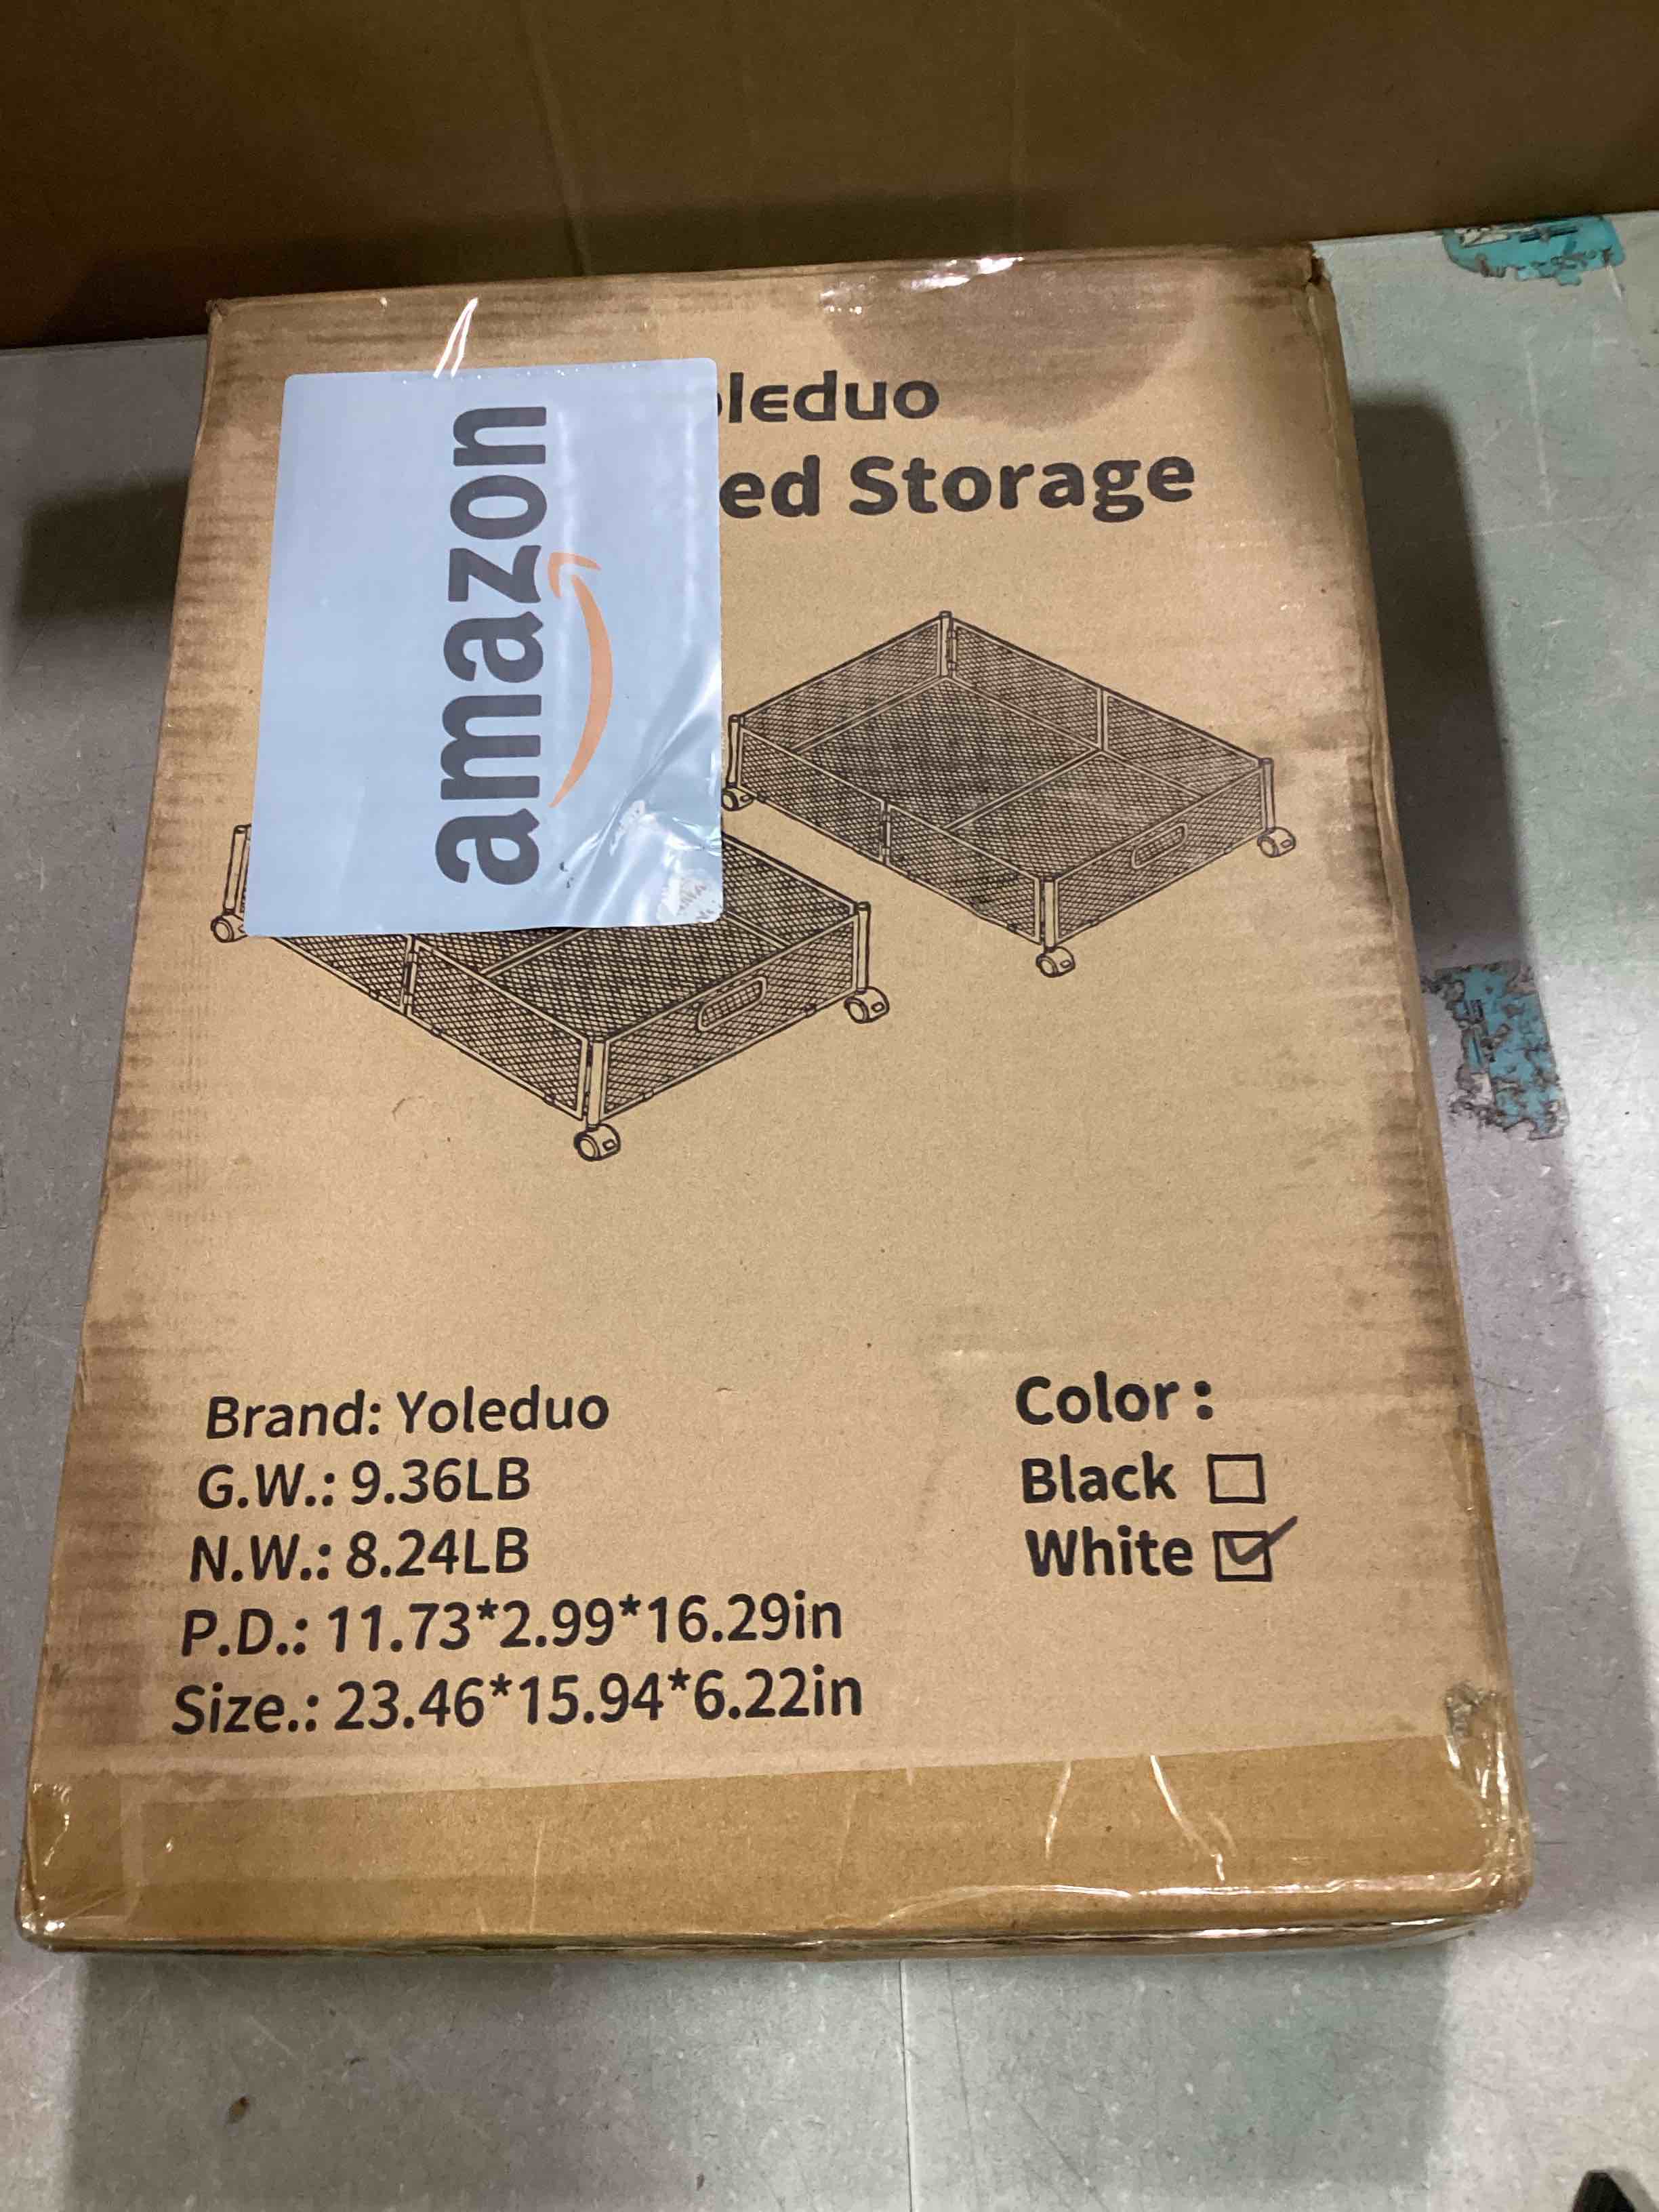 amazon
oleduo
ed Storage
Brand: Yoleduo
G.W.: 9.36LB
N.W.: 8.24LB
P.D.: 11.73*2.99*16.29in
Size.: 23.46*15.94*6.22in
Color:
Black
White